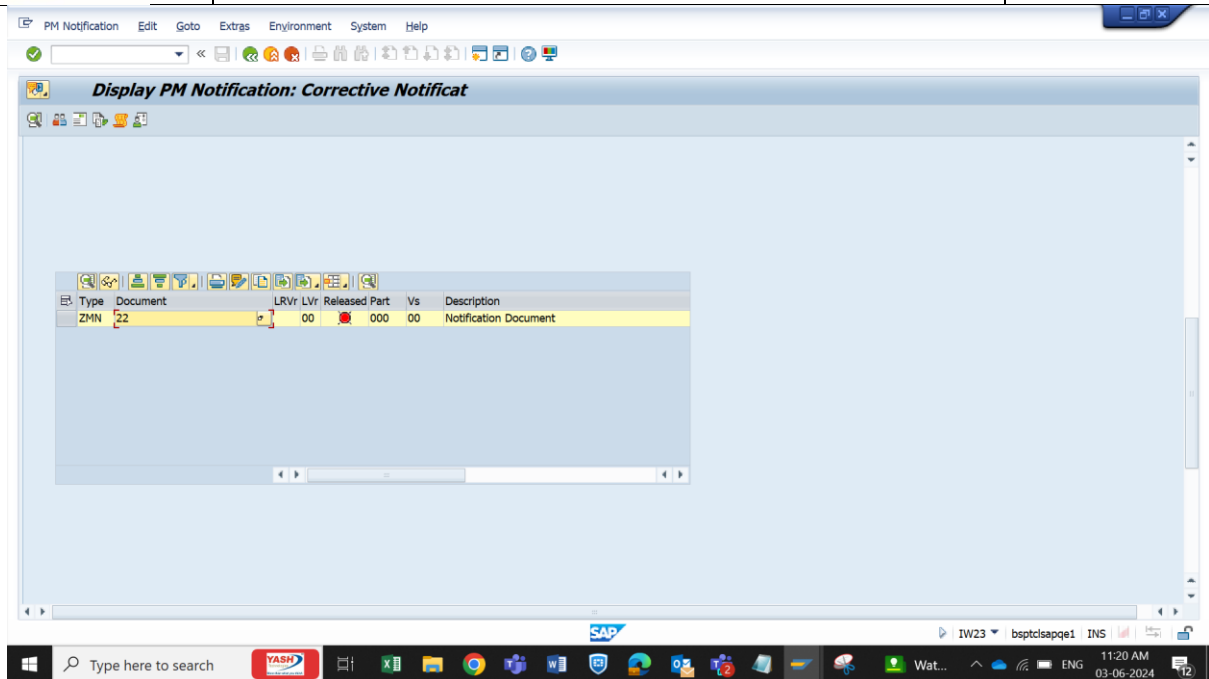 PM Notification Edit Goto Extras Environment System Help
Display PM Notification: Corrective Notificat
Type Document LRVr LVr Released Part Vs Description
ZMN 22 00 000 00 Notification Document
SAP
IW23 bsptclsapqe1 INS
Type here to search YASH Wat... ENG 11:20 AM
2 03-06-2024 12